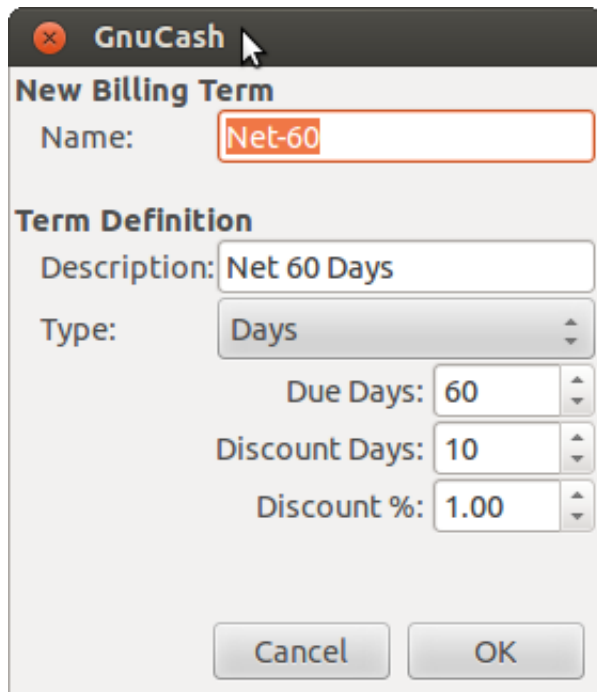 GnuCash
New Billing Term
Name: Net-60
Term Definition
Description: Net 60 Days
Type: Days
Due Days: 60
Discount Days: 10
Discount %: 1.00
Cancel OK